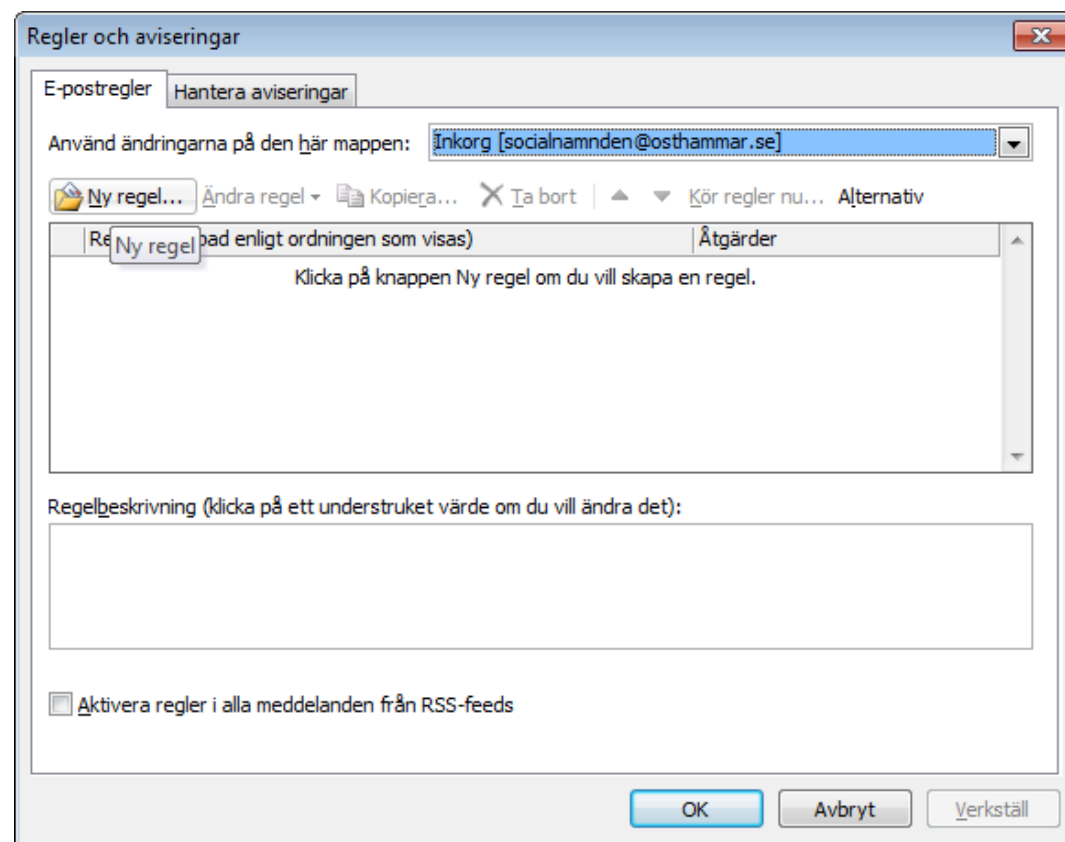 Regler och aviseringar
E-postregler Hantera aviseringar
Använd ändringarna på den här mappen: Inkorg [socialnamnden@osthammar.se]
Ny regel... Ändra regel Kopiera... Ta bort Kör regler nu... Alternativ
enligt ordningen som visas) Åtgärder
Ny regel
Klicka på knappen Ny regel om du vill skapa en regel.
Regelbeskrivning (klicka på ett understruket värde om du vill ändra det):
Aktivera regler i alla meddelanden från RSS-feeds
OK Avbryt Verkställ